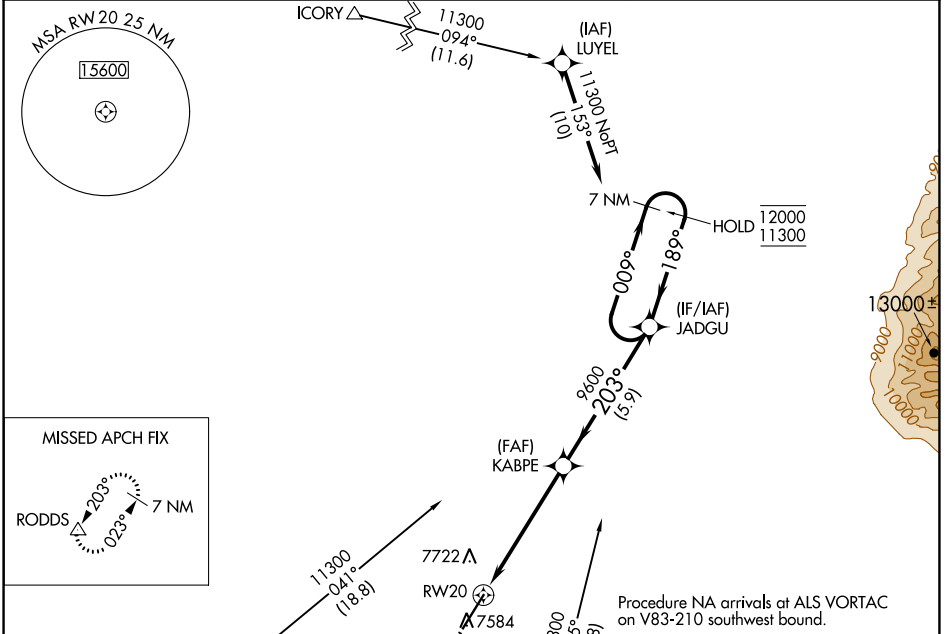 MSA RW20 25 NM
15600
ICORY
11300
094°
(11.6)
(IAF)
LUYEL
11300 NoPT
153°
(10)
7 NM
HOLD
12000
11300
009°
189°
(IF/IAF)
JADGU
13000±
9000
11000
10000
9600
203°
(5.9)
(FAF)
KABPE
MISSED APCH FIX
RODDS
203°
023°
7 NM
11300
041°
(18.8)
7722
RW20
7584
Procedure NA arrivals at ALS VORTAC
on V83-210 southwest bound.